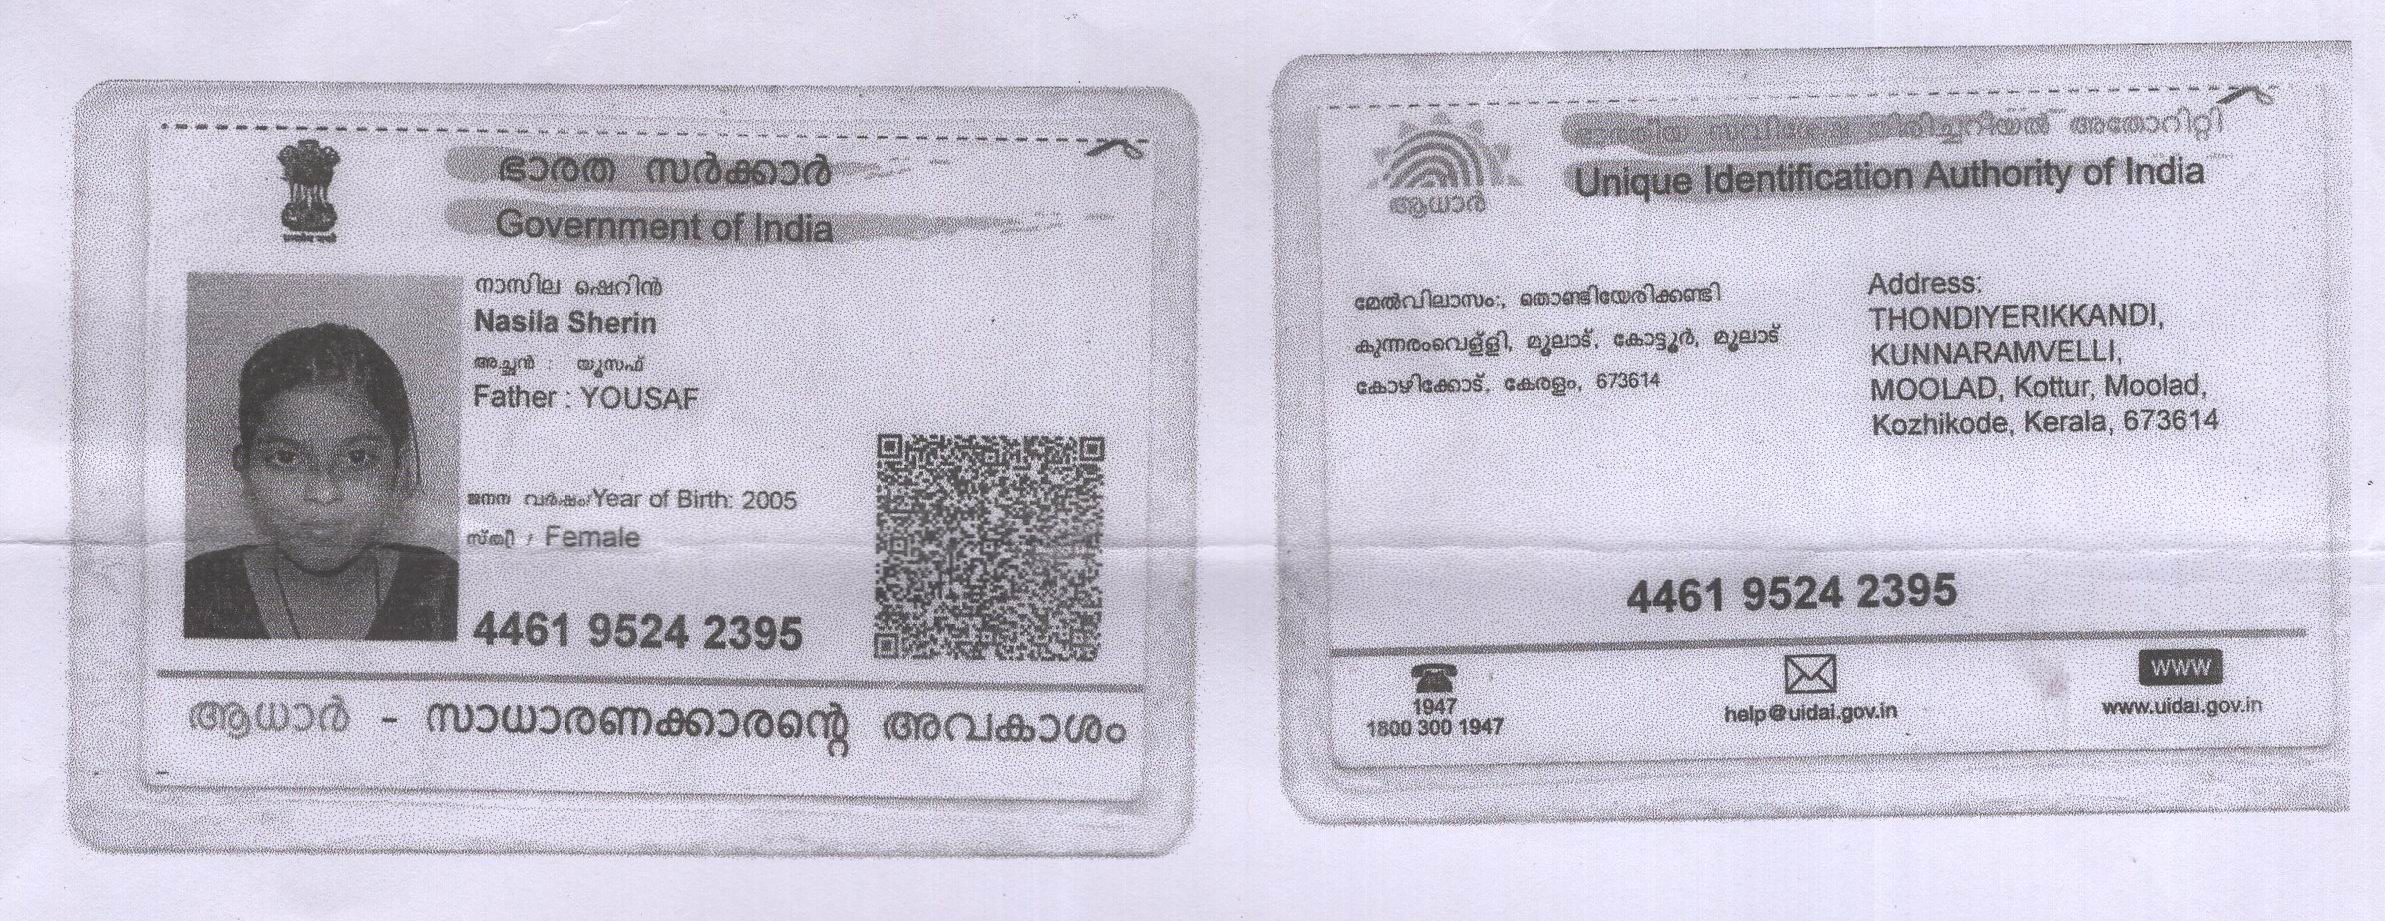 ഭാരത സർക്കാർ
Government of India
നാസില ഷെറിൻ
Nasila Sherin
അച്ചൻ : യൂസഫ്
Father : YOUSAF
ജനന വർഷം/Year of Birth: 2005
സ്ത്രീ / Female
4461 9524 2395
ആധാർ - സാധാരണക്കാരന്റെ അവകാശം
ഭാരതീയ സവിശേഷ തിരിച്ചറിയൽ അതോറിറ്റി
Unique Identification Authority of India
ആധാർ
മേൽവിലാസം:, തൊണ്ടിയേരിക്കണ്ടി
കുന്നരംവെള്ളി, മൂലാട്, കോട്ടൂർ, മൂലാട്
കോഴിക്കോട്, കേരളം, 673614
Address:
THONDIYERIKKANDI,
KUNNARAMVELLI,
MOOLAD, Kottur, Moolad,
Kozhikode, Kerala, 673614
4461 9524 2395
1947
1800 300 1947
help@uidai.gov.in
www
www.uidai.gov.in